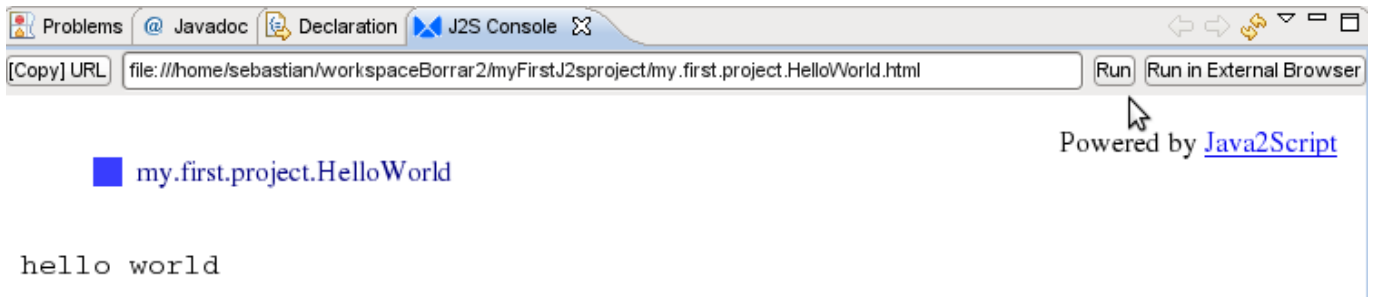 Problems @ Javadoc Declaration J2S Console
[Copy] URL file:///home/sebastian/workspaceBorrar2/myFirstJ2sproject/my.first.project.HelloWorld.html Run Run in External Browser
Powered by Java2Script
my.first.project.HelloWorld
hello world